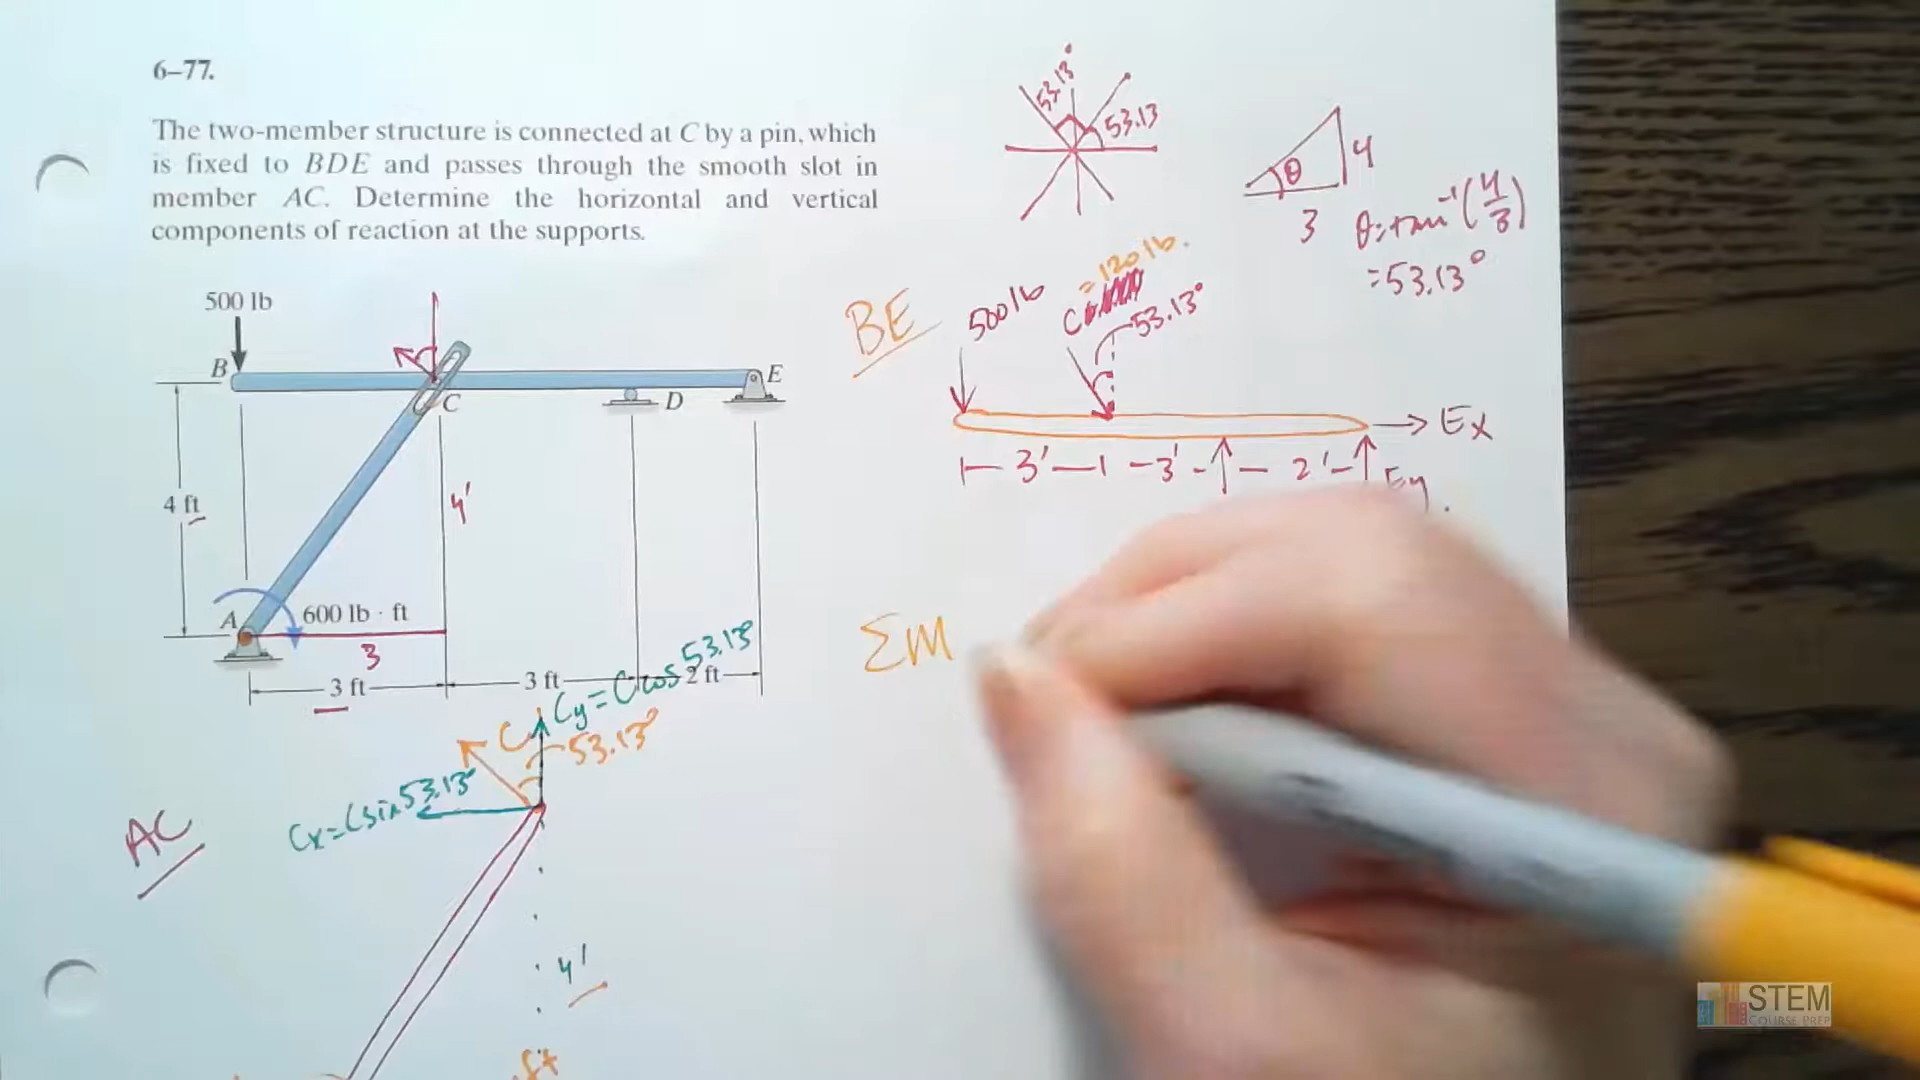 6–77.
The two-member structure is connected at C by a pin, which
is fixed to BDE and passes through the smooth slot in
member AC. Determine the horizontal and vertical
components of reaction at the supports.
500 lb
B
E
C
D
4 ft
4'
A
600 lb · ft
3
3 ft
3 ft
2 ft
Cy = C cos 53.13°
C
53.13°
Cx = C sin 53.13°
AC
4'
ft
53.13°
53.13
θ
4
3
θ = tan⁻¹(4/3)
= 53.13°
BE
500 lb
C
= 120 lb.
53.13°
Ex
3'
3'
2'
Ey
ΣM
STEM
COURSE PREP